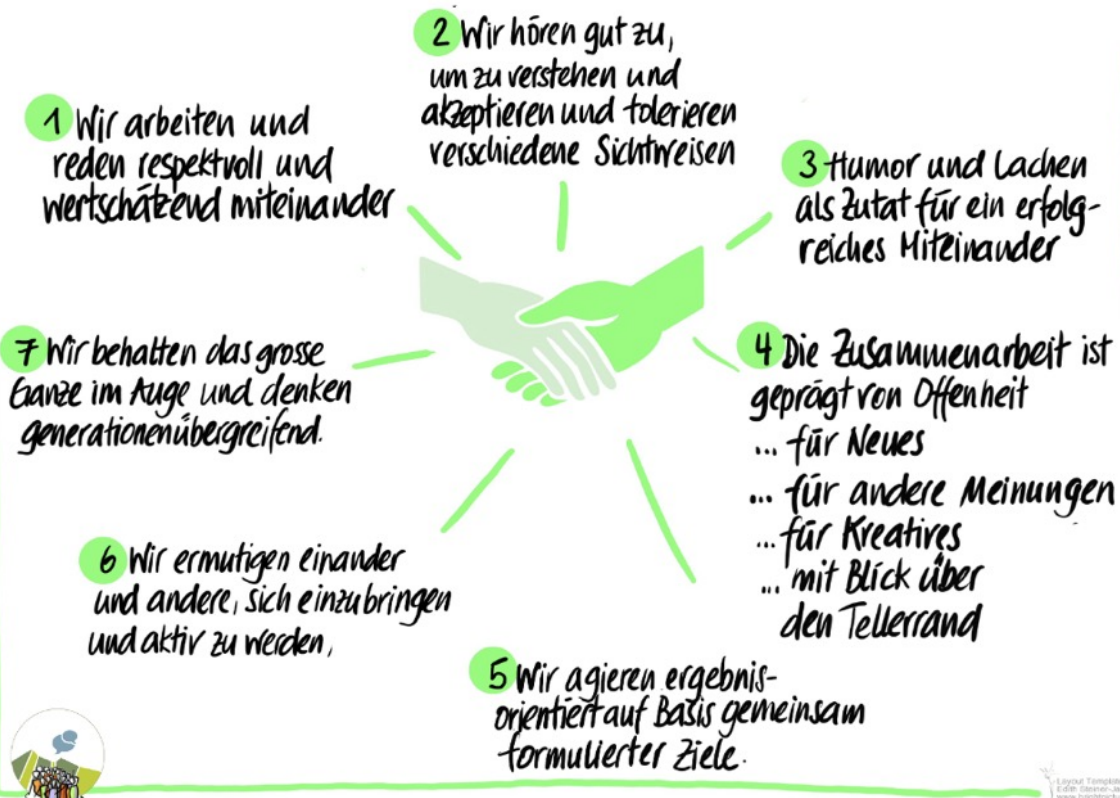 1 Wir arbeiten und
reden respektvoll und
wertschätzend miteinander
2 Wir hören gut zu,
um zu verstehen und
akzeptieren und tolerieren
verschiedene Sichtweisen
3 Humor und Lachen
als Zutat für ein erfolg-
reiches Miteinander
4 Die Zusammenarbeit ist
geprägt von Offenheit
... für Neues
... für andere Meinungen
... für Kreatives
... mit Blick über
den Tellerrand
5 Wir agieren ergebnis-
orientiert auf Basis gemeinsam
formulierter Ziele.
6 Wir ermutigen einander
und andere, sich einzubringen
und aktiv zu werden,
7 Wir behalten das grosse
Ganze im Auge und denken
generationenübergreifend.
Layout Template
Edith Steiner-